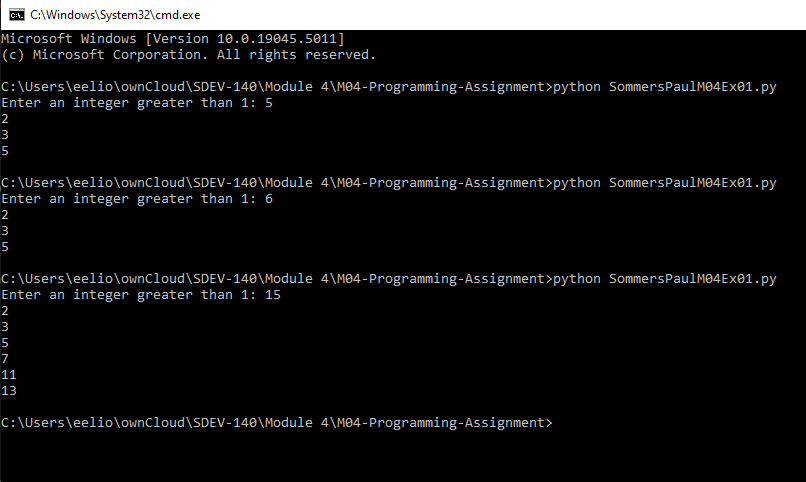 C:\Windows\System32\cmd.exe
Microsoft Windows [Version 10.0.19045.5011]
(c) Microsoft Corporation. All rights reserved.
C:\Users\eelio\ownCloud\SDEV-140\Module 4\M04-Programming-Assignment>python SommersPaulM04Ex01.py
Enter an integer greater than 1: 5
2
3
5
C:\Users\eelio\ownCloud\SDEV-140\Module 4\M04-Programming-Assignment>python SommersPaulM04Ex01.py
Enter an integer greater than 1: 6
2
3
5
C:\Users\eelio\ownCloud\SDEV-140\Module 4\M04-Programming-Assignment>python SommersPaulM04Ex01.py
Enter an integer greater than 1: 15
2
3
5
7
11
13
C:\Users\eelio\ownCloud\SDEV-140\Module 4\M04-Programming-Assignment>